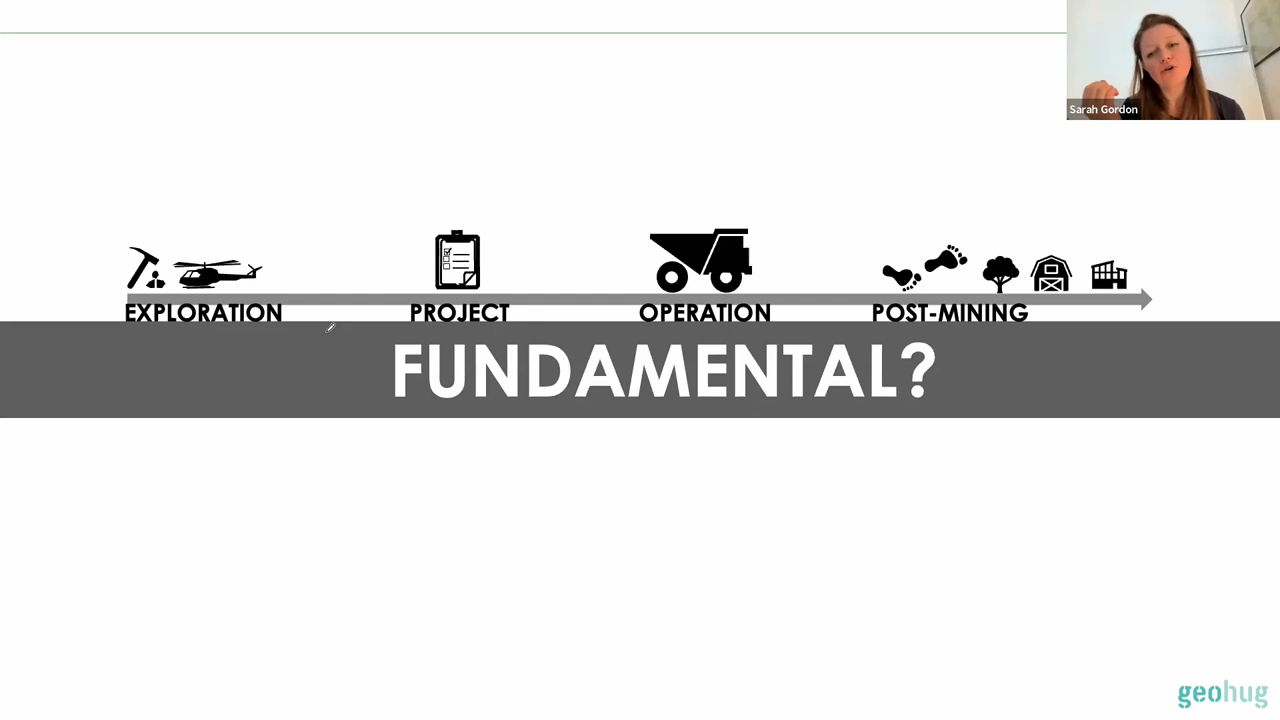 Sarah Gordon
EXPLORATION PROJECT OPERATION POST-MINING
FUNDAMENTAL?
geohug